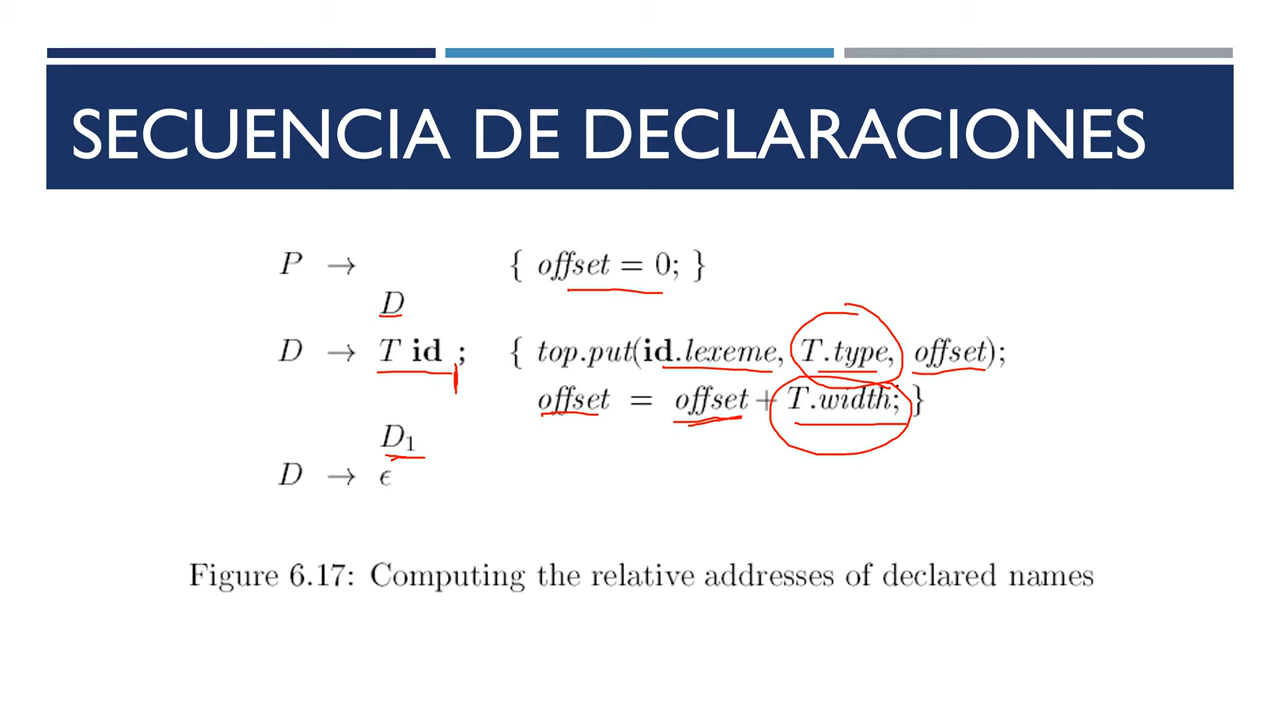 SECUENCIA DE DECLARACIONES
P → { offset = 0; }
D
D → T id ; { top.put(id.lexeme, T.type, offset);
offset = offset + T.width; }
D₁
D → ϵ
Figure 6.17: Computing the relative addresses of declared names